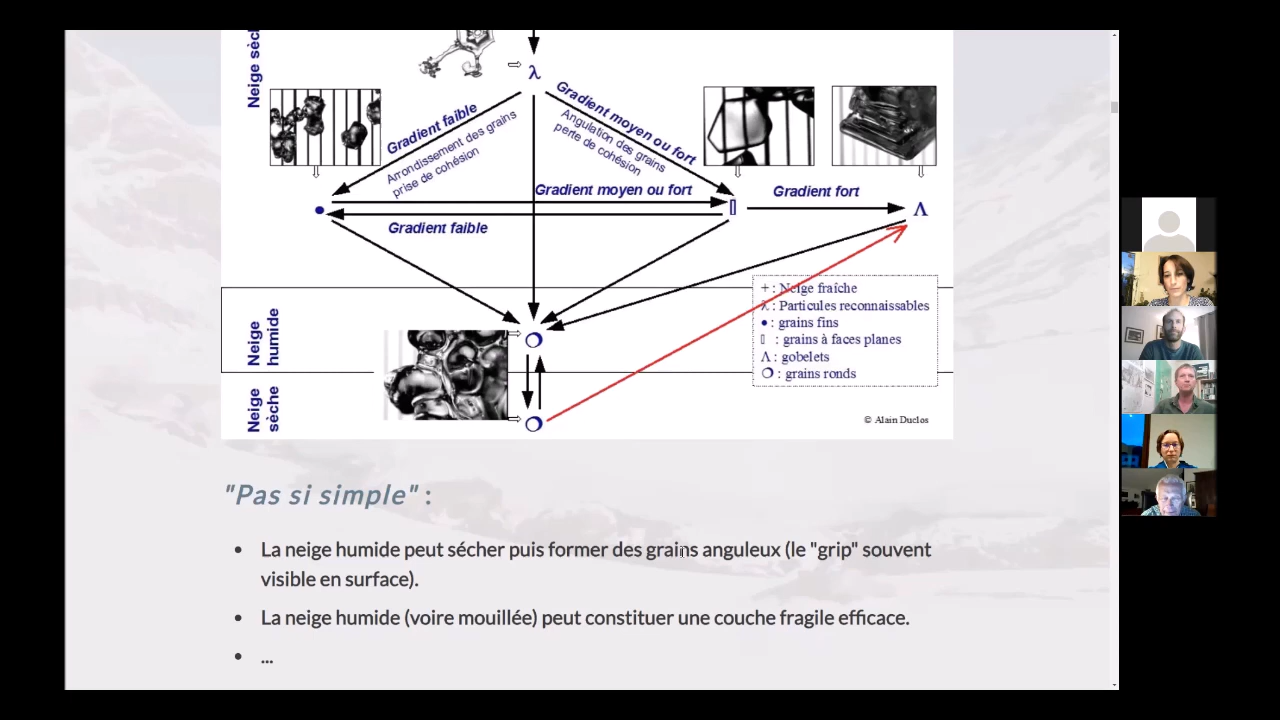 Neige sèc
λ
Gradient faible
Arrondissement des grains
prise de cohésion
Gradient moyen ou fort
Angulation des grains
perte de cohésion
Gradient moyen ou fort
Gradient fort
Λ
Gradient faible
+ : Neige fraîche
λ : Particules reconnaissables
● : grains fins
▯ : grains à faces planes
Λ : gobelets
❍ : grains ronds
Neige
humide
Neige
sèche
© Alain Duclos
"Pas si simple" :
• La neige humide peut sécher puis former des grains anguleux (le "grip" souvent
visible en surface).
• La neige humide (voire mouillée) peut constituer une couche fragile efficace.
• ...